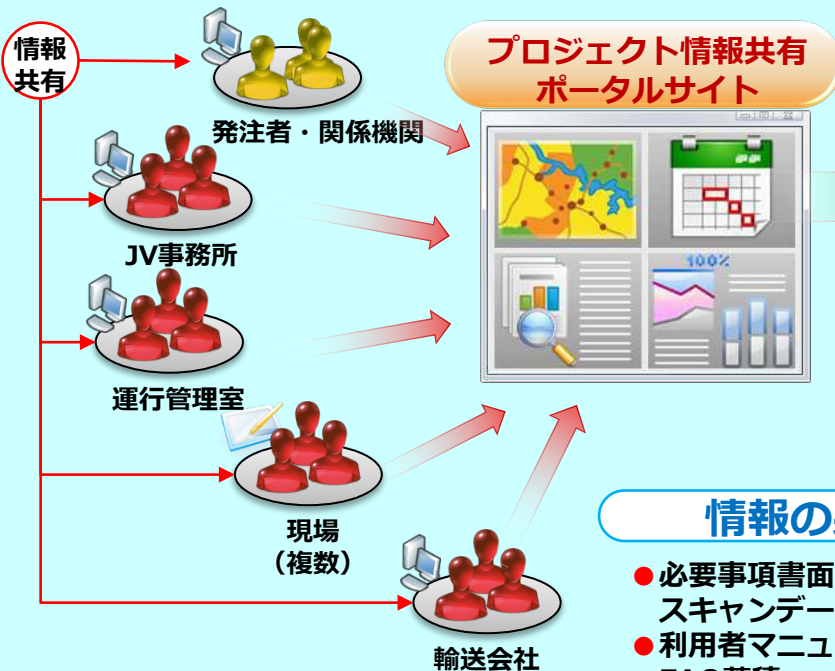 情報
共有
プロジェクト情報共有
ポータルサイト
発注者・関係機関
JV事務所
100%
運行管理室
現場
（複数）
輸送会社
情報の
●必要事項書面
スキャンデー
●利用者マニュ